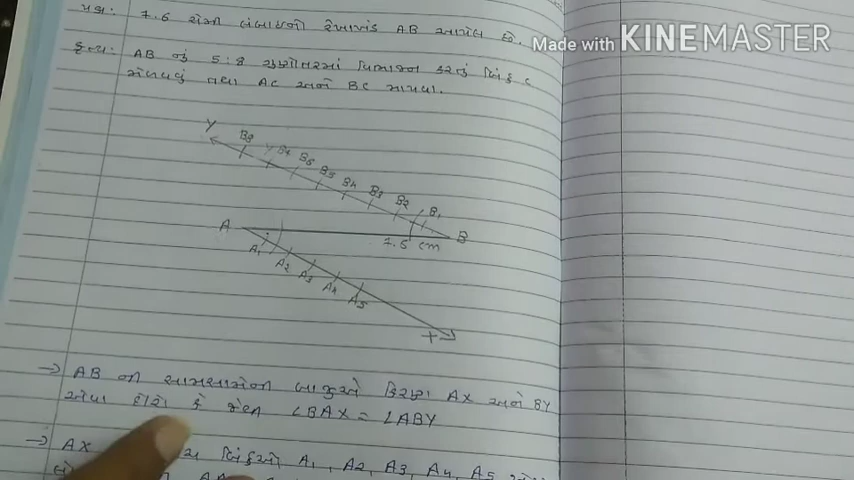 પક્ષ: 7.6 સેમી લંબાઈનો રેખાખંડ AB આપેલ છે.
Made with KINEMASTER
કૃત્ય: AB નું 5:8 ગુણોત્તરમાં વિભાજન કરતું બિંદુ C
મેળવવું તથા AC અને BC માપવા.
Y B8 B7 B6 B5 B4 B3 B2 B1
A B
7.6 cm
A1 A2 A3 A4 A5
X
→ AB ની સામસામેની બાજુએ કિરણ AX અને BY
એવા દોરો કે જેથી ∠BAX = ∠ABY
→ AX બિંદુઓ A1, A2, A3, A4, A5